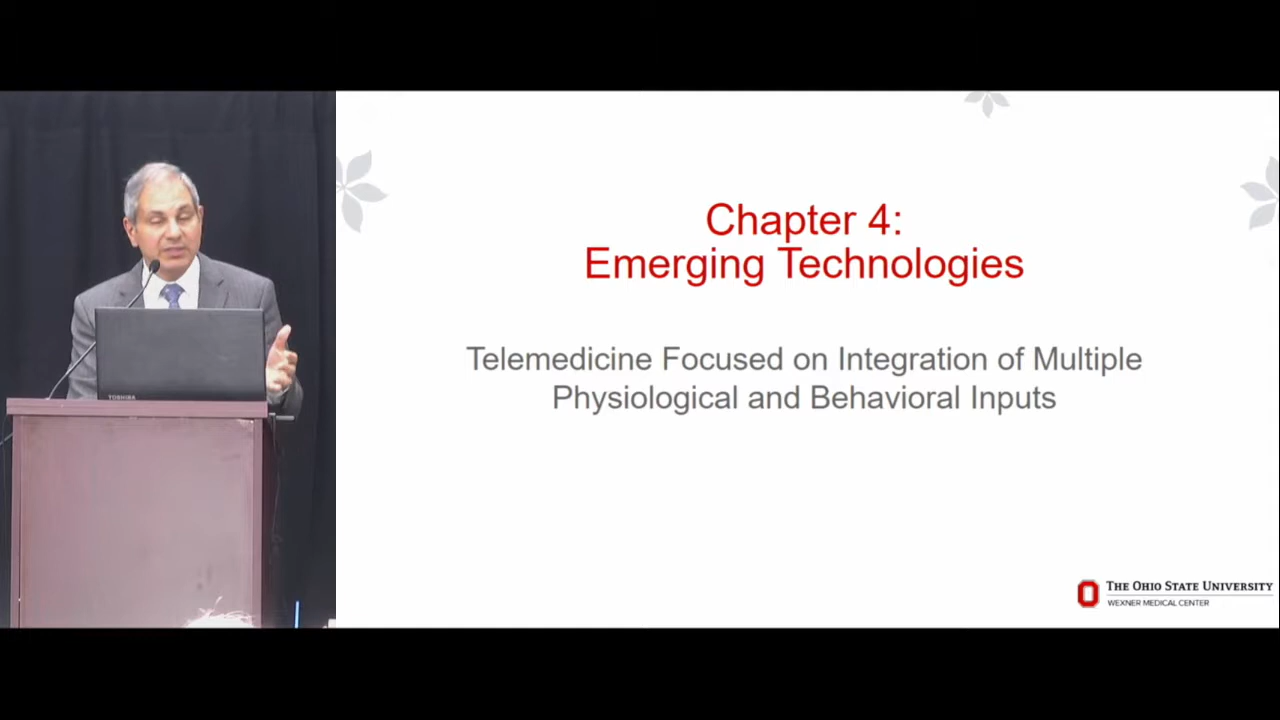 Chapter 4:
Emerging Technologies
Telemedicine Focused on Integration of Multiple
Physiological and Behavioral Inputs
THE OHIO STATE UNIVERSITY
WEXNER MEDICAL CENTER
TOSHIBA